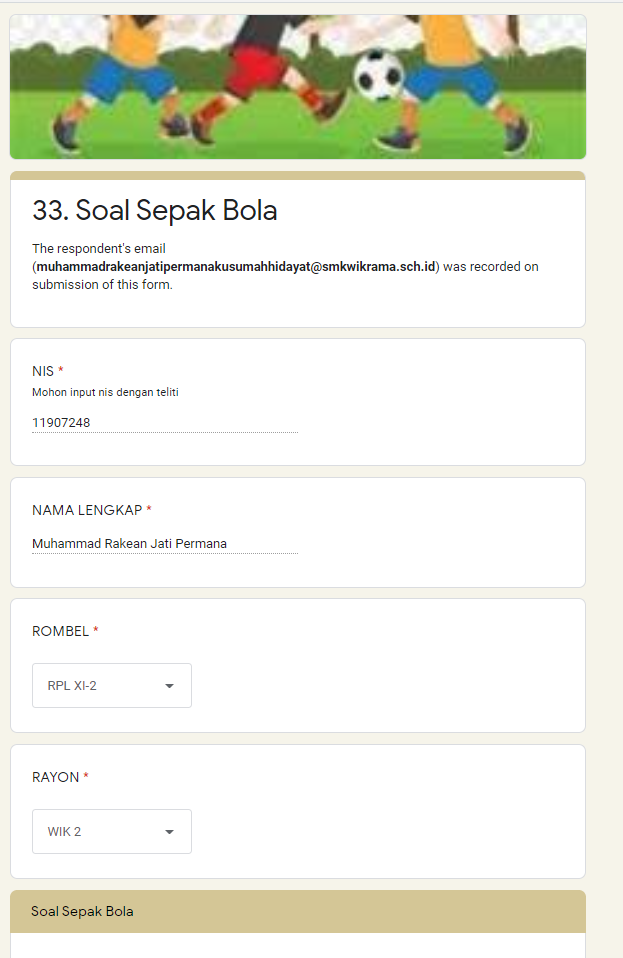 33. Soal Sepak Bola
The respondent's email
(muhammadrakeanjatipermanakusumahhidayat@smkwikrama.sch.id) was recorded on
submission of this form.
NIS *
Mohon input nis dengan teliti
11907248
NAMA LENGKAP *
Muhammad Rakean Jati Permana
ROMBEL *
RPL XI-2
RAYON *
WIK 2
Soal Sepak Bola